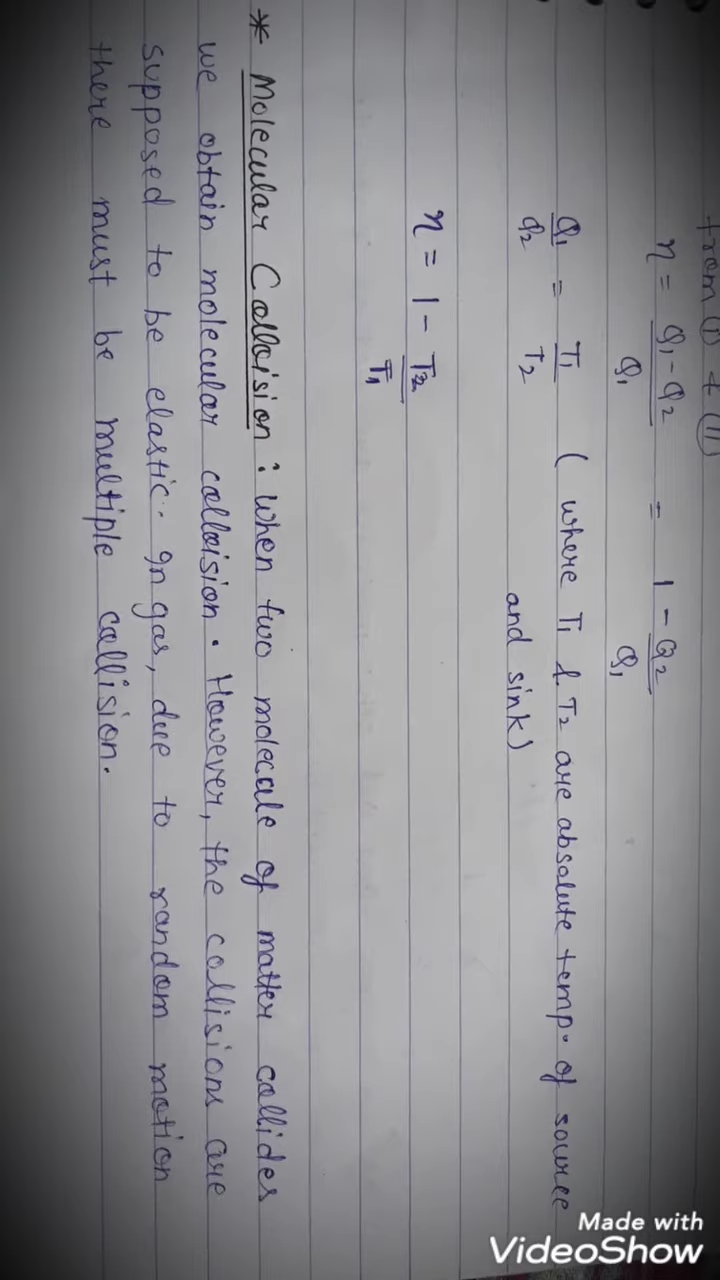 from (I) + (II)
η = Q1-Q2 / Q1 = 1 - Q2 / Q1
Q1 / Q2 = T1 / T2 ( where T1 & T2 are absolute temp. of source
and sink)
η = 1 - T2 / T1
* Molecular Colloision : when two molecule of matter collides
we obtain molecular colloision. However, the collisions are
supposed to be elastic.. In gas, due to random motion
there must be multiple collision.
Made with
VideoShow